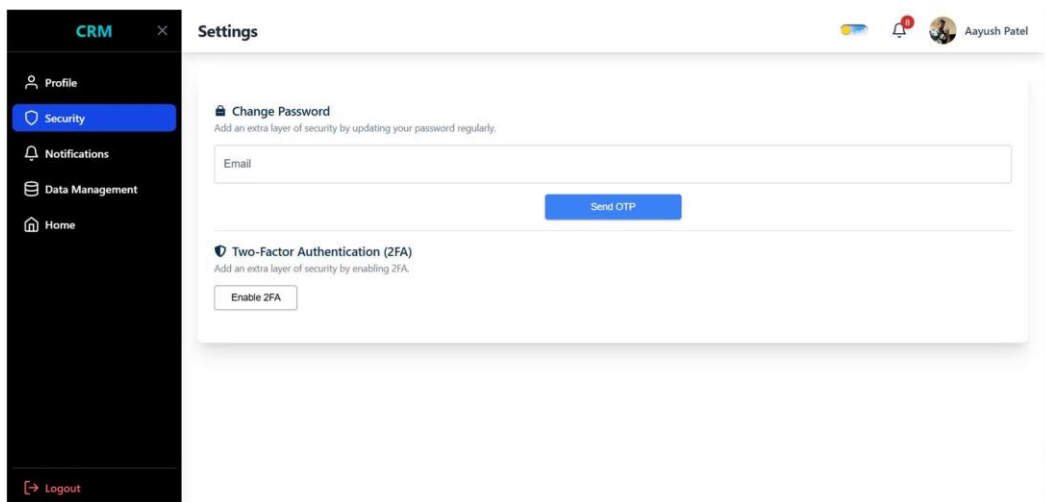 CRM
Profile
Security
Notifications
Data Management
Home
Logout
Settings
8
Aayush Patel
Change Password
Add an extra layer of security by updating your password regularly.
Email
Send OTP
Two-Factor Authentication (2FA)
Add an extra layer of security by enabling 2FA.
Enable 2FA